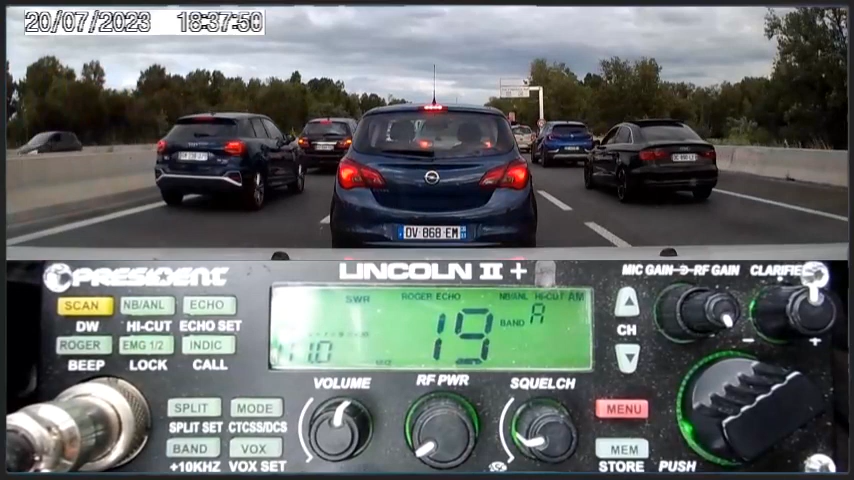 20/07/2023 18:37:50
DV 868 EM
PRESIDENT
LINCOLN II +
MIC GAIN RF GAIN CLARIFIER
SCAN NB/ANL ECHO
DW HI-CUT ECHO SET
ROGER EMG 1/2 INDIC
BEEP LOCK CALL
SWR ROGER ECHO NB/ANL HI-CUT AM
19 BAND A
11.0
CH
- +
VOLUME RF PWR SQUELCH
SPLIT MODE
SPLIT SET CTCSS/DCS
BAND VOX
+10KHZ VOX SET
MENU
MEM
STORE PUSH